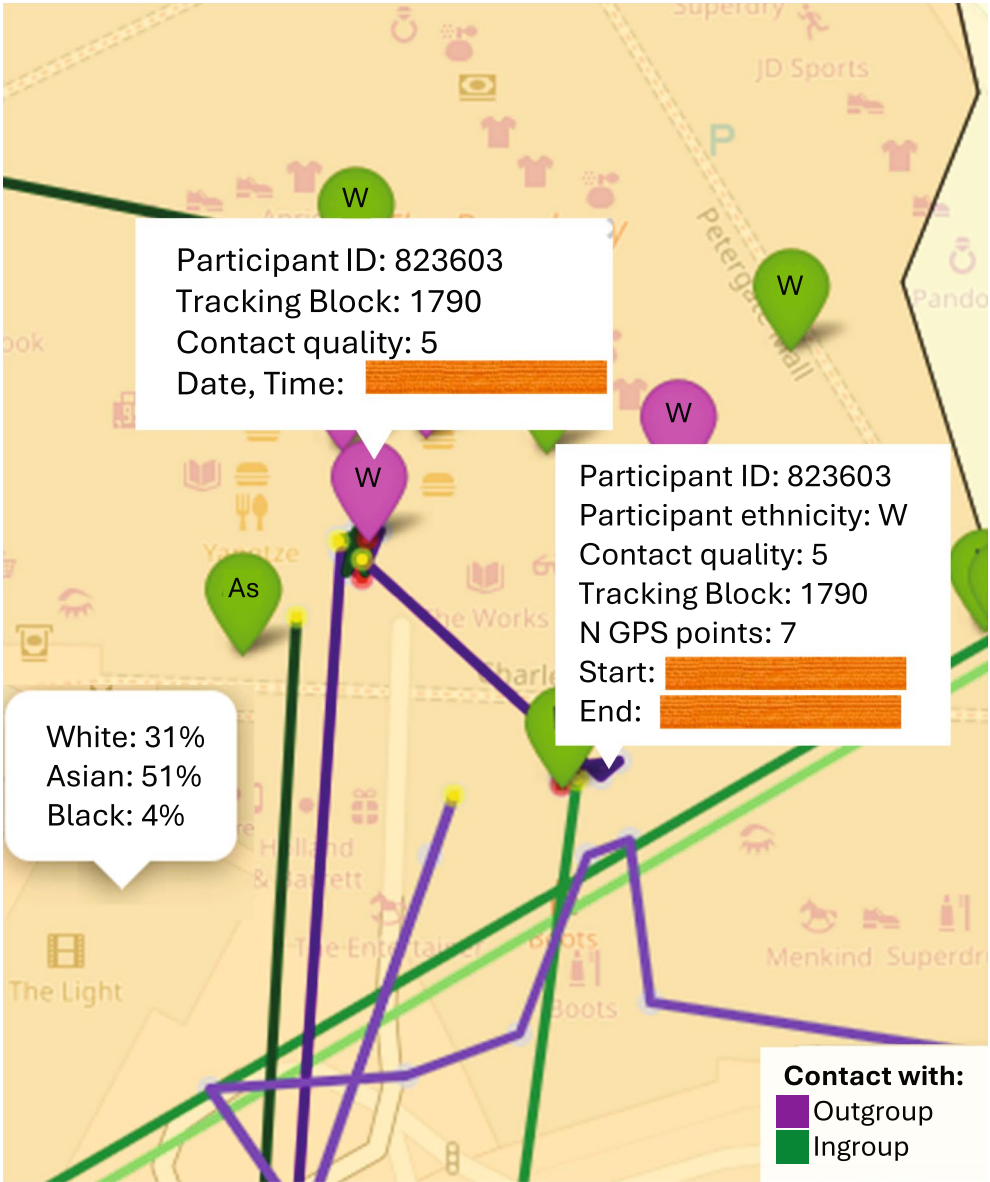 Superdry
JD Sports
P
W
Petergate Mall
W
Participant ID: 823603
Tracking Block: 1790
Contact quality: 5
Date, Time:
W
W
Participant ID: 823603
Participant ethnicity: W
Contact quality: 5
Tracking Block: 1790
N GPS points: 7
Start:
End:
As
The Works
White: 31%
Asian: 51%
Black: 4%
Holland
& Barrett
The Entertainer
Boots
Boots
The Light
Menkind
Contact with:
Outgroup
Ingroup